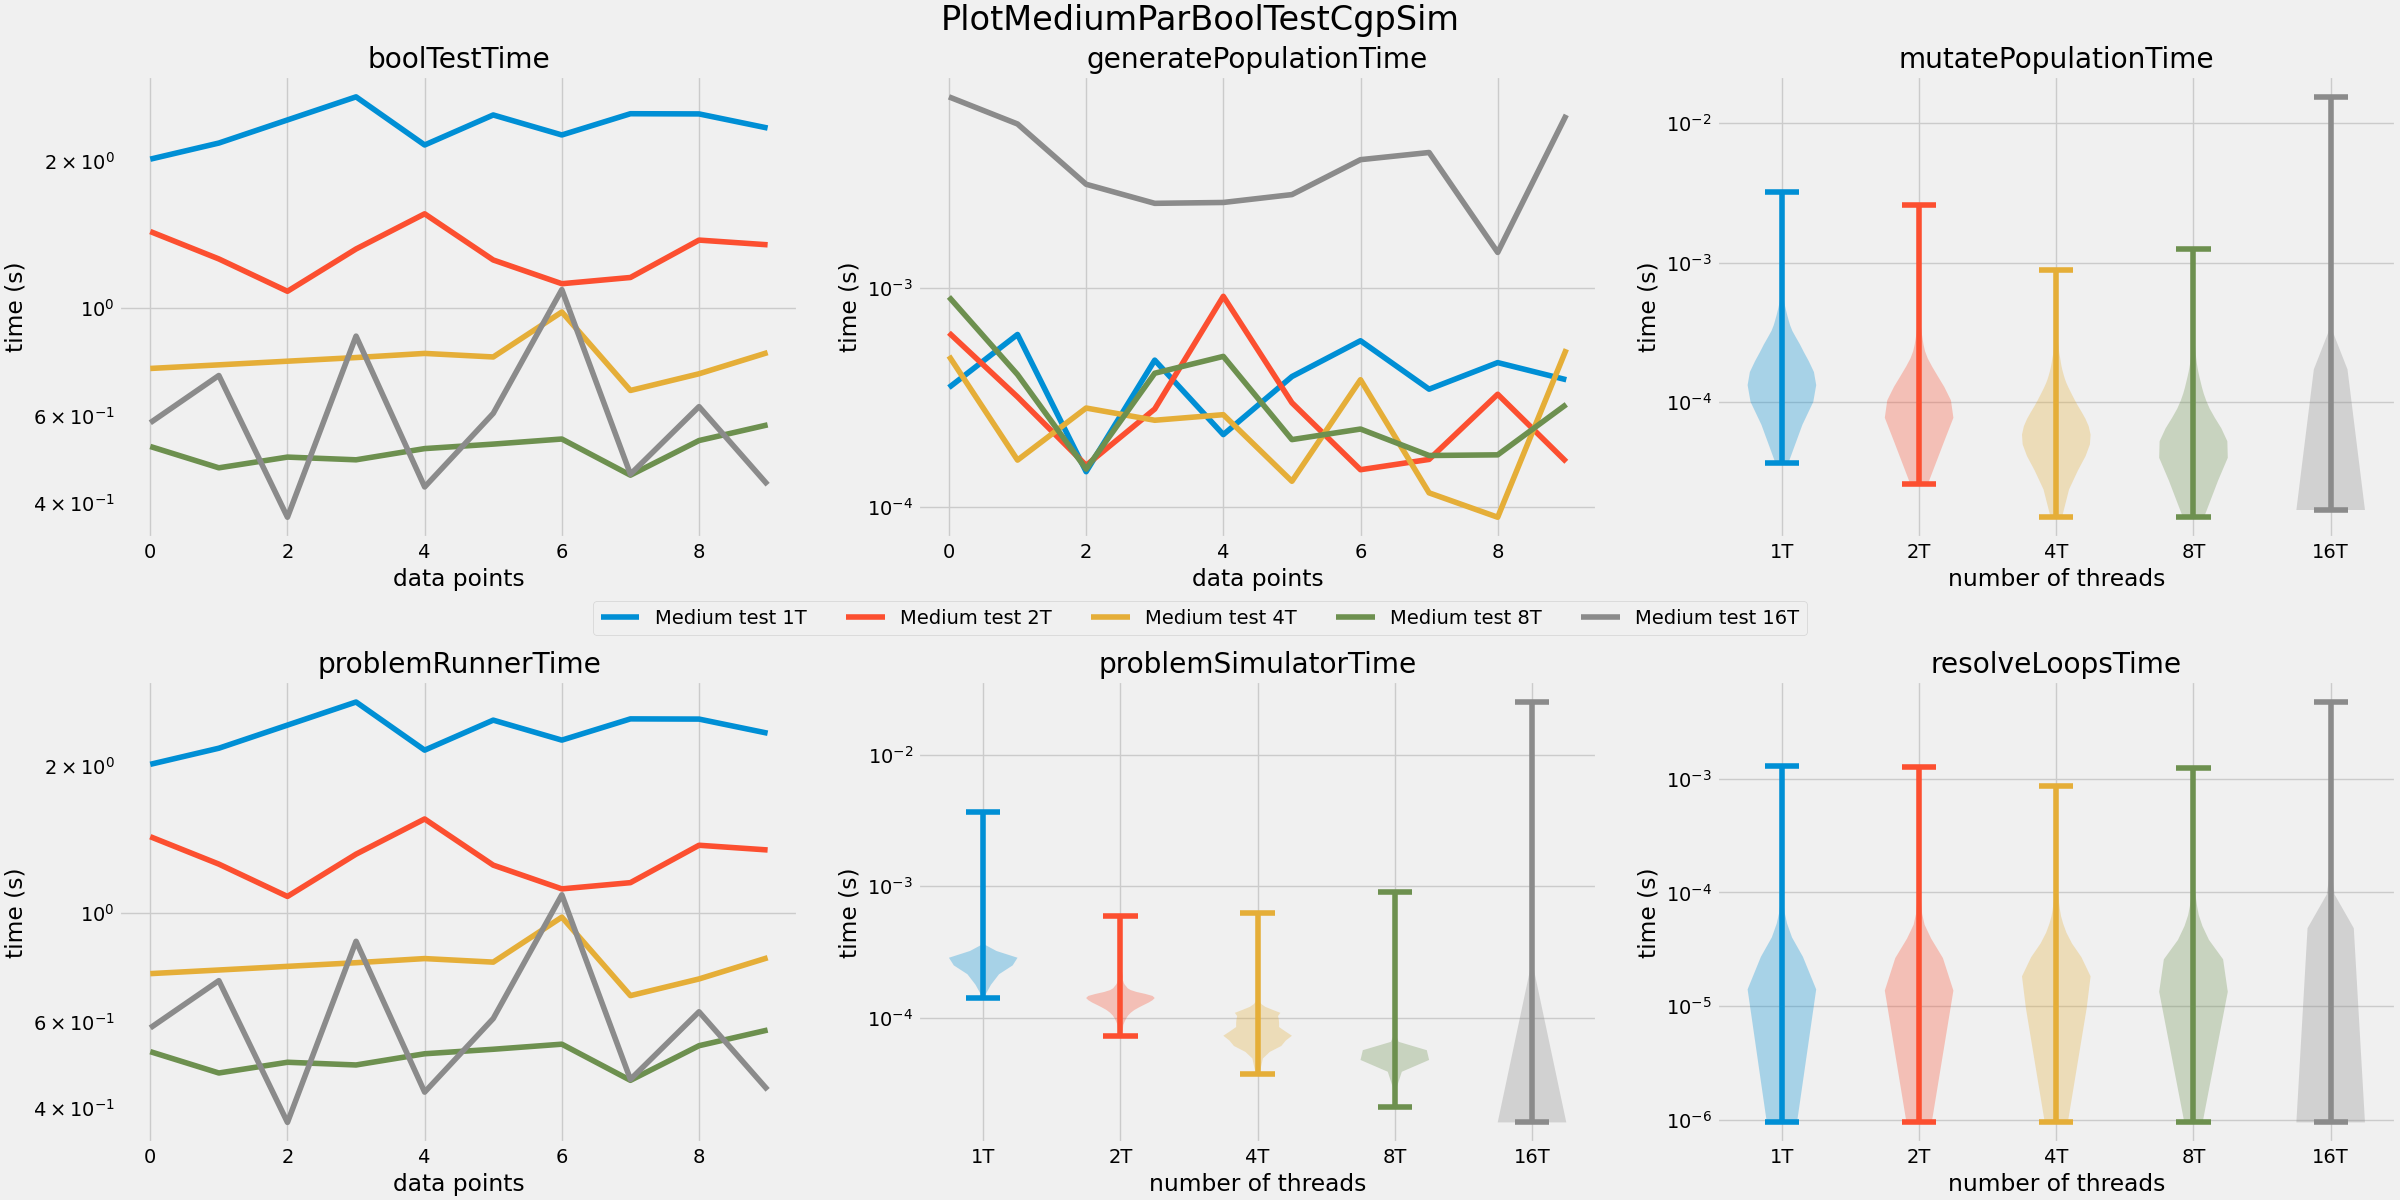 PlotMediumParBoolTestCgpSim
boolTestTime
time (s)
2 × 10⁰
10⁰
6 × 10⁻¹
4 × 10⁻¹
0 2 4 6 8
data points
generatePopulationTime
time (s)
10⁻³
10⁻⁴
0 2 4 6 8
data points
mutatePopulationTime
time (s)
10⁻²
10⁻³
10⁻⁴
1T 2T 4T 8T 16T
number of threads
Medium test 1T Medium test 2T Medium test 4T Medium test 8T Medium test 16T
problemRunnerTime
time (s)
2 × 10⁰
10⁰
6 × 10⁻¹
4 × 10⁻¹
0 2 4 6 8
data points
problemSimulatorTime
time (s)
10⁻²
10⁻³
10⁻⁴
1T 2T 4T 8T 16T
number of threads
resolveLoopsTime
time (s)
10⁻³
10⁻⁴
10⁻⁵
10⁻⁶
1T 2T 4T 8T 16T
number of threads